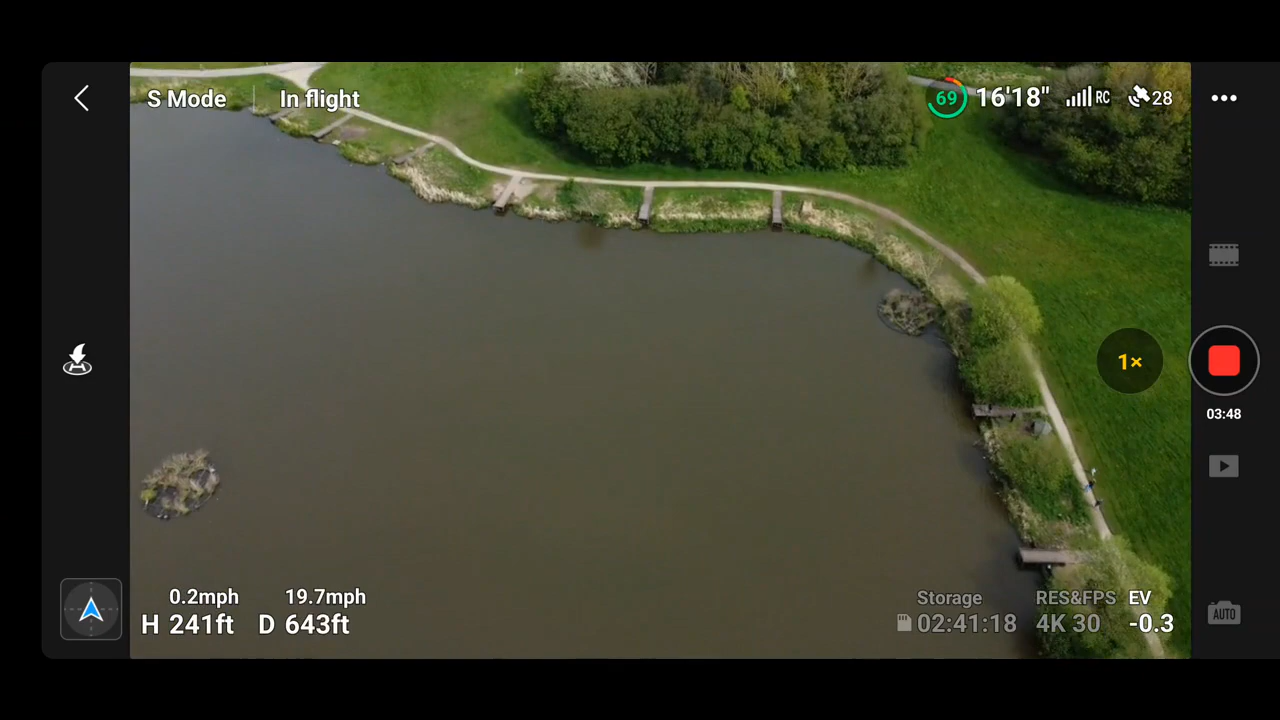 S Mode In flight 69 16'18" RC 28
1×
03:48
0.2mph 19.7mph Storage RES&FPS EV
H 241ft D 643ft 02:41:18 4K 30 -0.3
AUTO